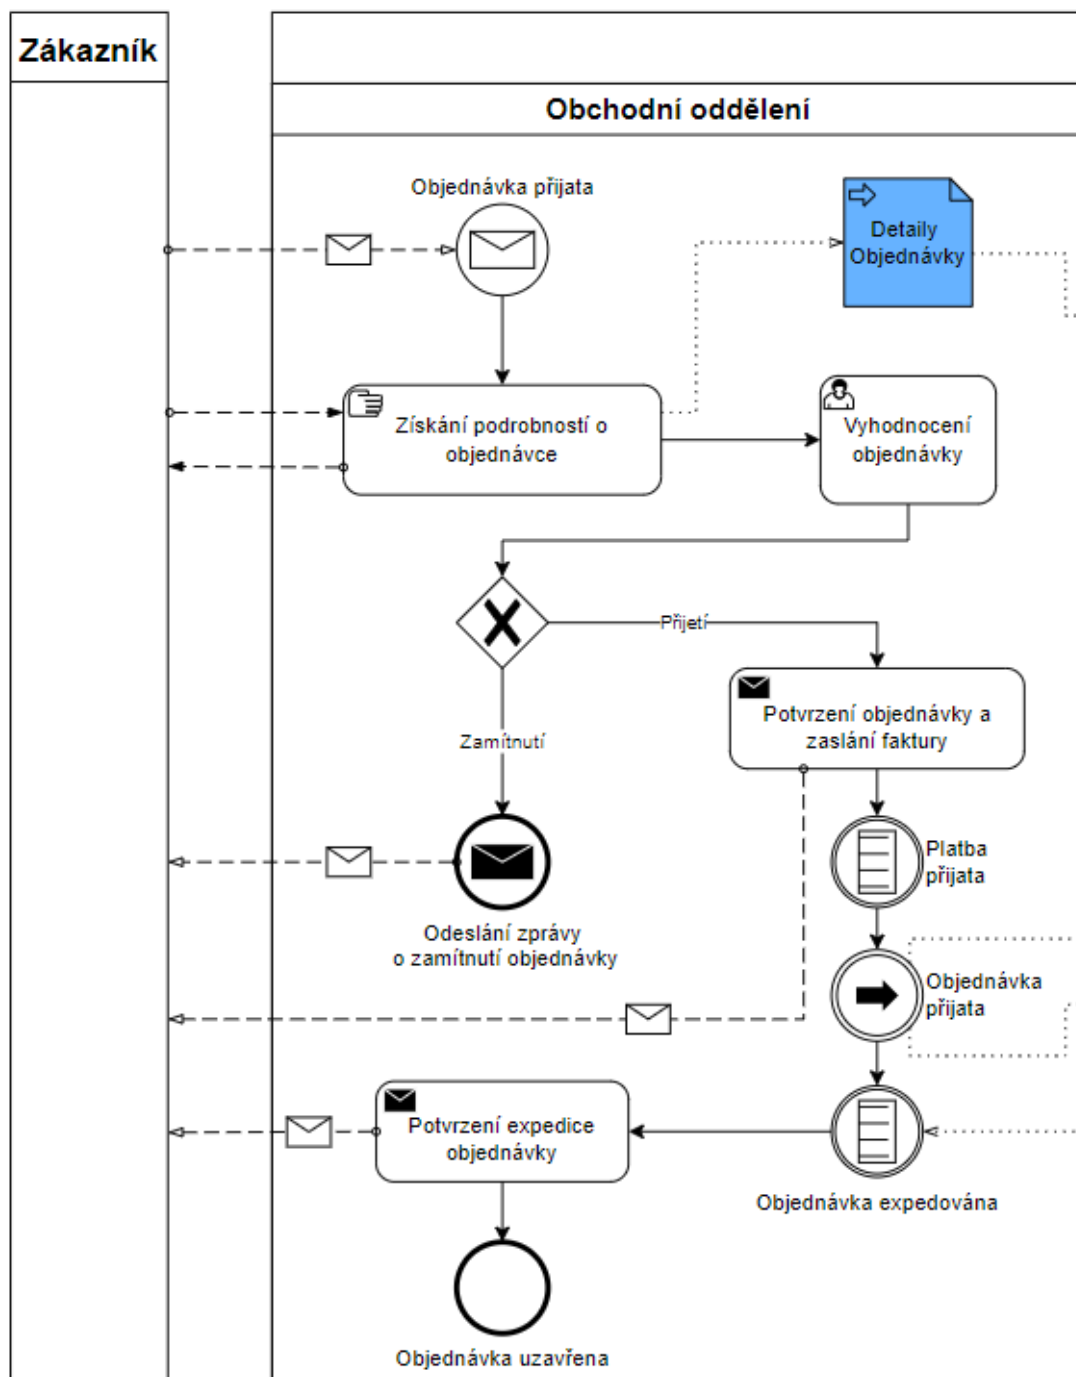 Zákazník
Obchodní oddělení
Objednávka přijata
Detaily
Objednávky
Získání podrobností o
objednávce
Vyhodnocení
objednávky
Přijetí
Zamítnutí
Potvrzení objednávky a
zaslání faktury
Platba
přijata
Odeslání zprávy
o zamítnutí objednávky
Objednávka
přijata
Potvrzení expedice
objednávky
Objednávka expedována
Objednávka uzavřena